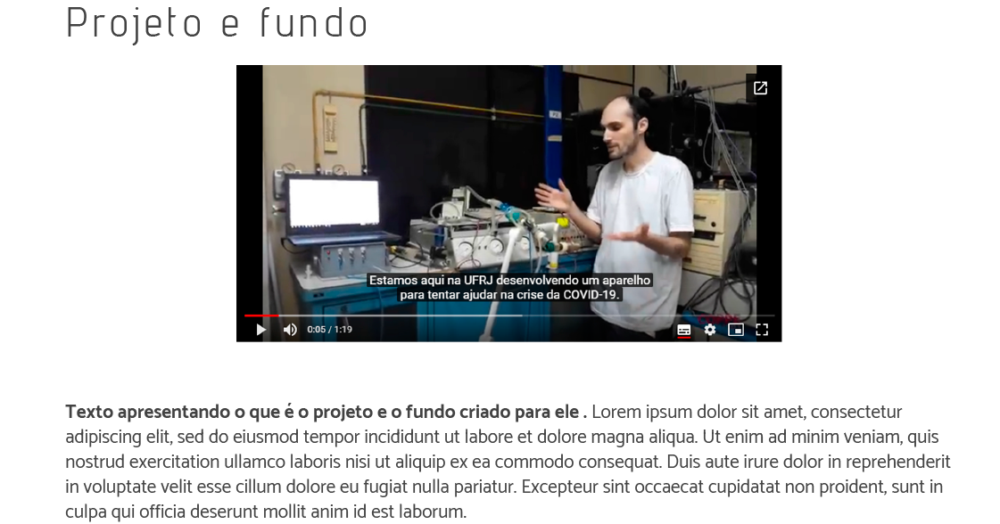 Projeto e fundo
Estamos aqui na UFRJ desenvolvendo um aparelho
para tentar ajudar na crise da COVID-19.
0:05 / 1:19
Texto apresentando o que é o projeto e o fundo criado para ele . Lorem ipsum dolor sit amet, consectetur
adipiscing elit, sed do eiusmod tempor incididunt ut labore et dolore magna aliqua. Ut enim ad minim veniam, quis
nostrud exercitation ullamco laboris nisi ut aliquip ex ea commodo consequat. Duis aute irure dolor in reprehenderit
in voluptate velit esse cillum dolore eu fugiat nulla pariatur. Excepteur sint occaecat cupidatat non proident, sunt in
culpa qui officia deserunt mollit anim id est laborum.